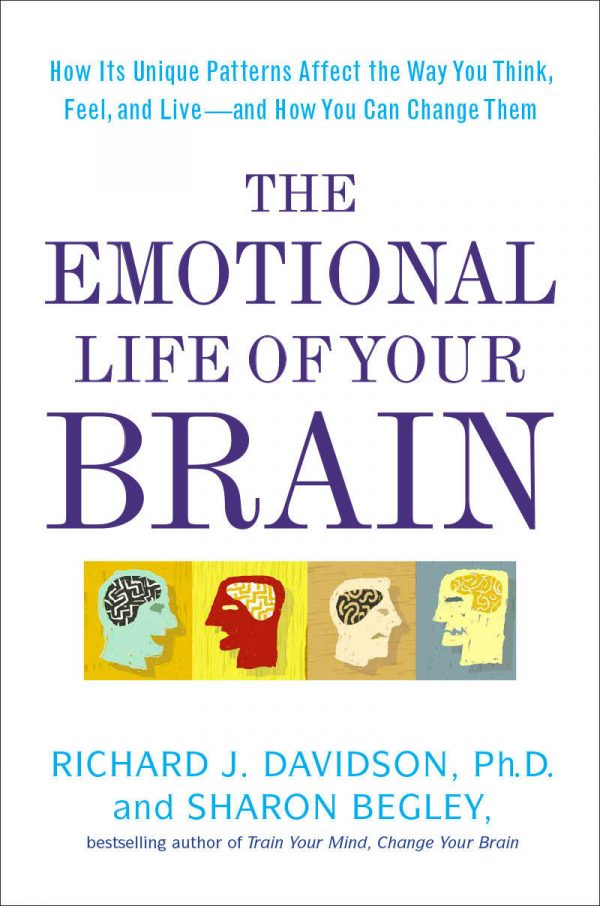 How Its Unique Patterns Affect the Way You Think,
Feel, and Live—and How You Can Change Them
THE
EMOTIONAL
LIFE OF YOUR
BRAIN
RICHARD J. DAVIDSON, Ph.D.
and SHARON BEGLEY,
bestselling author of Train Your Mind, Change Your Brain